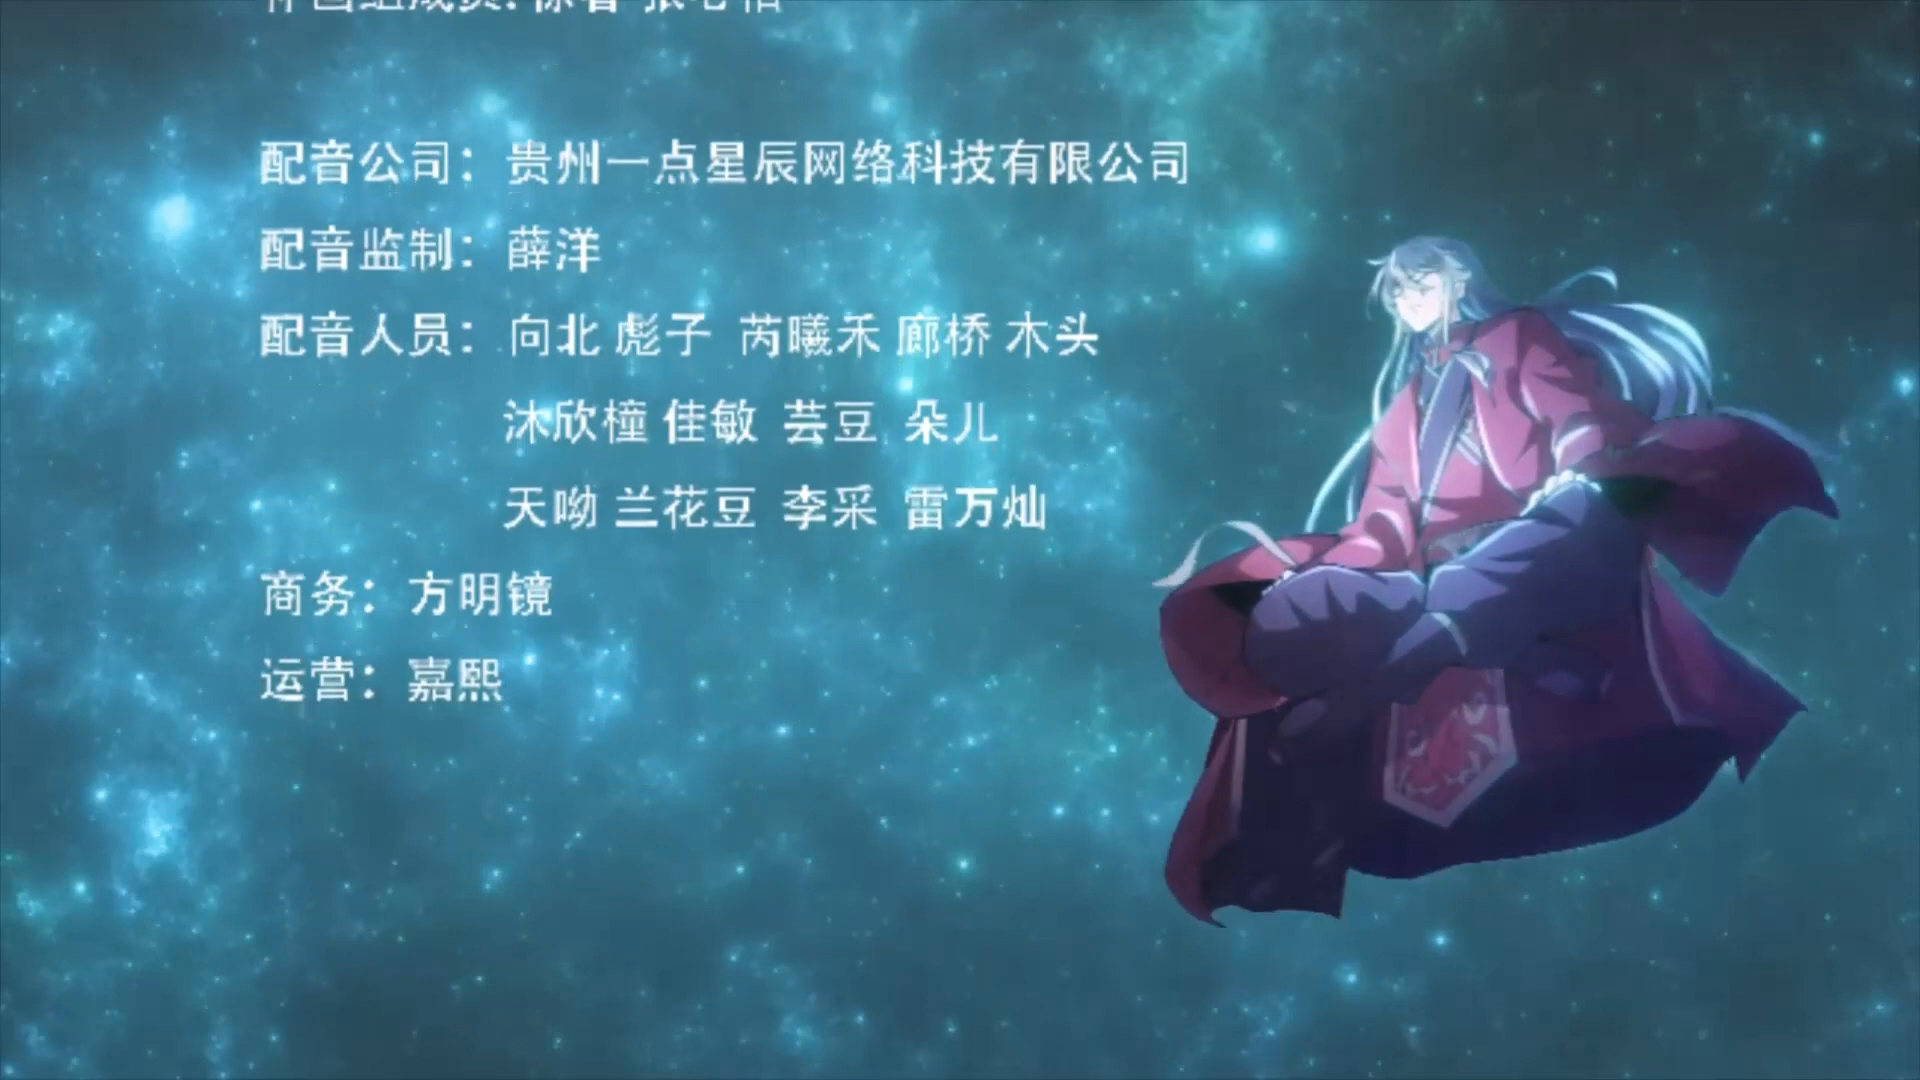 配音公司：贵州一点星辰网络科技有限公司
配音监制：薛洋
配音人员：向北 彪子 芮曦禾 廊桥 木头
沐欣橦 佳敏 芸豆 朵儿
天呦 兰花豆 李采 雷万灿
商务：方明镜
运营：嘉熙